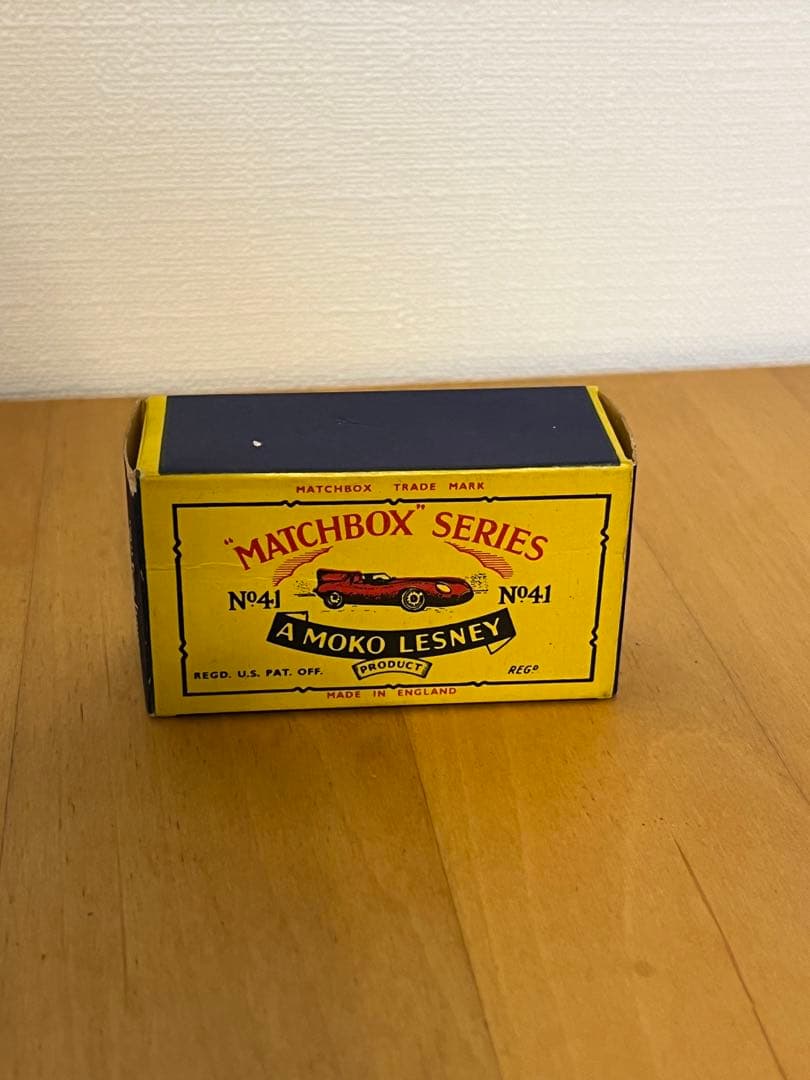 MATCHBOX TRADE MARK
"MATCHBOX" SERIES
Nº41 Nº41
A MOKO LESNEY
PRODUCT
REGD. U.S. PAT. OFF. REGᴰ
MADE IN ENGLAND